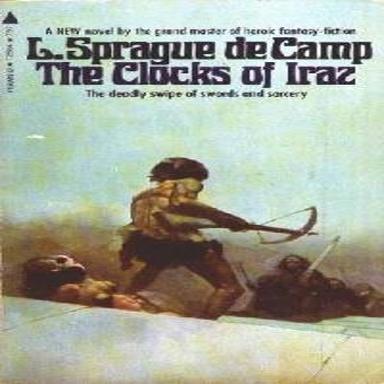 A NEW novel by the grand master of heroic fantasy-fiction
L. Sprague de Camp
The Clocks of Iraz
The deadly swipe of swords and sorcery